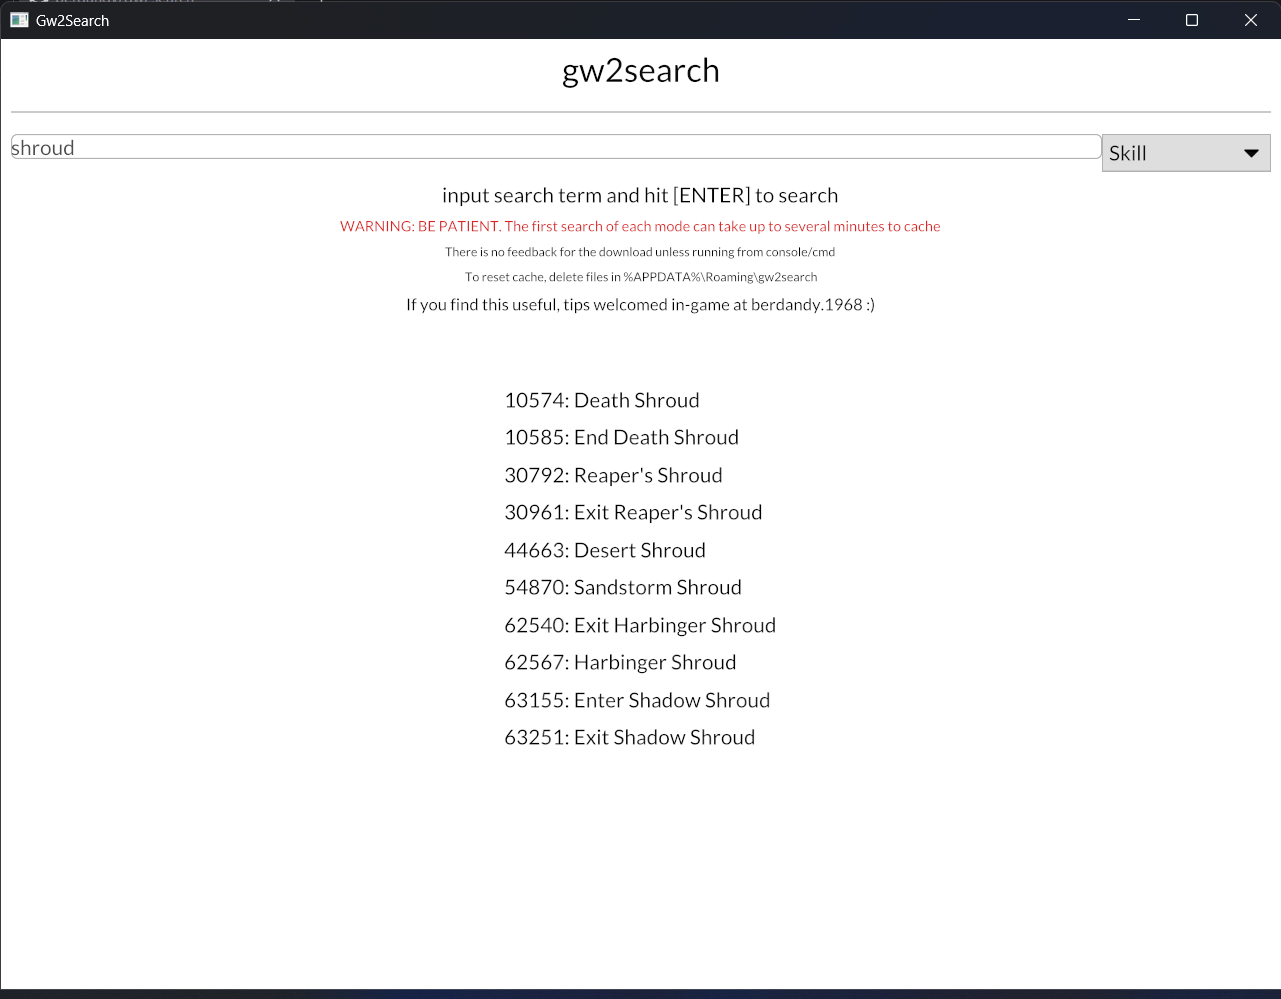 Gw2Search
gw2search
shroud
Skill
input search term and hit [ENTER] to search
WARNING: BE PATIENT. The first search of each mode can take up to several minutes to cache
There is no feedback for the download unless running from console/cmd
To reset cache, delete files in %APPDATA%\Roaming\gw2search
If you find this useful, tips welcomed in-game at berdandy.1968 :)
10574: Death Shroud
10585: End Death Shroud
30792: Reaper's Shroud
30961: Exit Reaper's Shroud
44663: Desert Shroud
54870: Sandstorm Shroud
62540: Exit Harbinger Shroud
62567: Harbinger Shroud
63155: Enter Shadow Shroud
63251: Exit Shadow Shroud